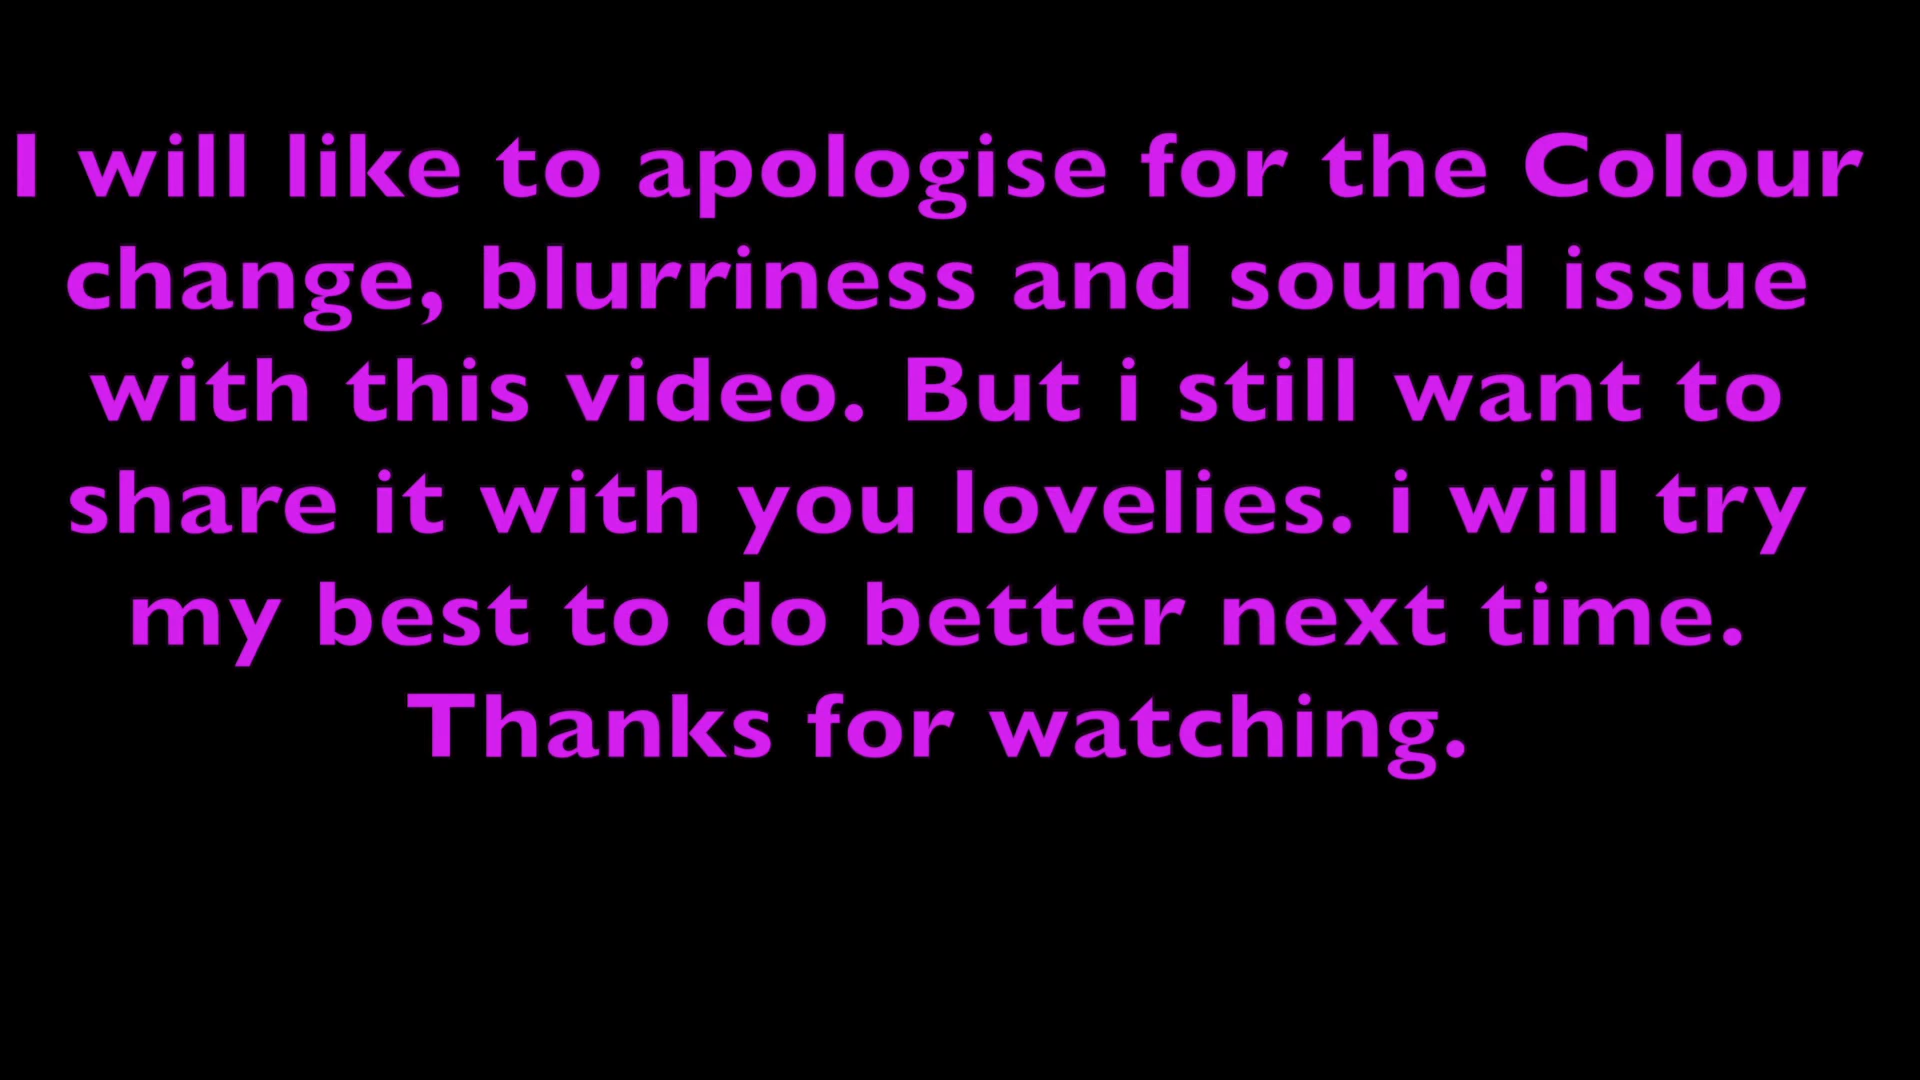 I will like to apologise for the Colour
change, blurriness and sound issue
with this video. But i still want to
share it with you lovelies. i will try
my best to do better next time.
Thanks for watching.